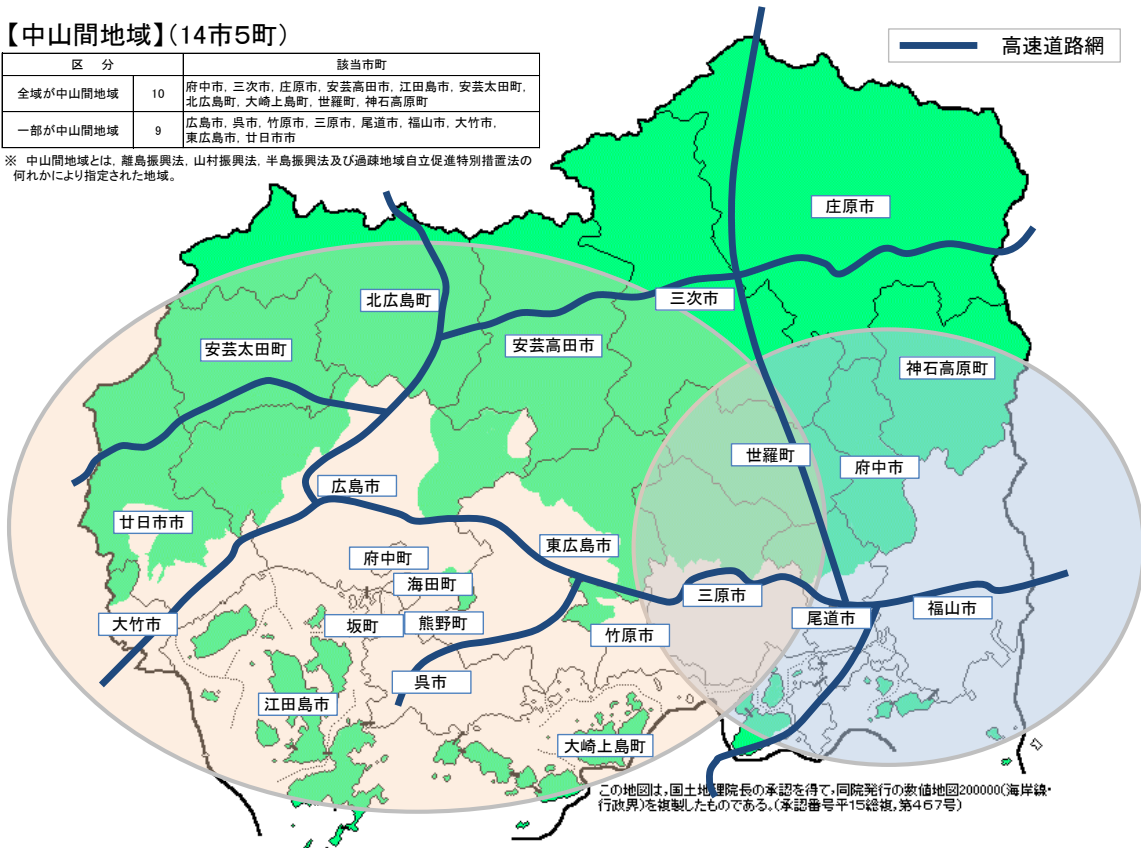 【中山間地域】(14市5町)
高速道路網
区 分
該当市町
全域が中山間地域
10
府中市，三次市，庄原市，安芸高田市，江田島市，安芸太田町，
北広島町，大崎上島町，世羅町，神石高原町
一部が中山間地域
9
広島市，呉市，竹原市，三原市，尾道市，福山市，大竹市，
東広島市，廿日市市
※ 中山間地域とは，離島振興法，山村振興法，半島振興法及び過疎地域自立促進特別措置法の
何れかにより指定された地域。
庄原市
北広島町
三次市
安芸太田町
安芸高田市
神石高原町
世羅町
府中市
広島市
廿日市市
東広島市
府中町
海田町
三原市
福山市
大竹市
坂町
熊野町
竹原市
尾道市
呉市
江田島市
大崎上島町
この地図は，国土地理院長の承認を得て，同院発行の数値地図200000(海岸線・
行政界)を複製したものである。(承認番号平15総複，第467号)